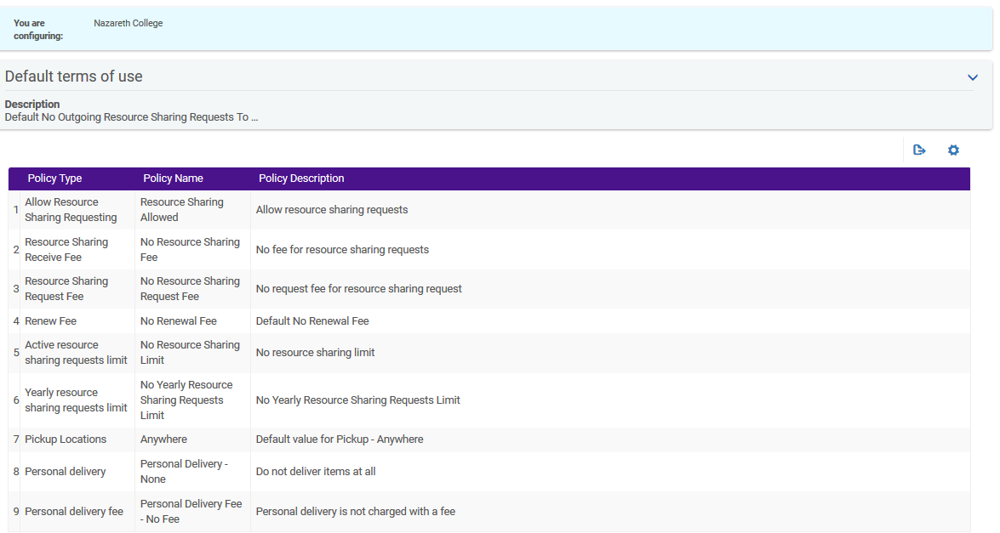 You are
configuring:
Nazareth College
Default terms of use
Description
Default No Outgoing Resource Sharing Requests To ...
Policy Type Policy Name Policy Description
1 Allow Resource
Sharing Requesting
Resource Sharing
Allowed
Allow resource sharing requests
2 Resource Sharing
Receive Fee
No Resource Sharing
Fee
No fee for resource sharing requests
3 Resource Sharing
Request Fee
No Resource Sharing
Request Fee
No request fee for resource sharing request
4 Renew Fee No Renewal Fee Default No Renewal Fee
5 Active resource
sharing requests limit
No Resource Sharing
Limit
No resource sharing limit
6 Yearly resource
sharing requests limit
No Yearly Resource
Sharing Requests
Limit
No Yearly Resource Sharing Requests Limit
7 Pickup Locations Anywhere Default value for Pickup - Anywhere
8 Personal delivery
Personal Delivery -
None
Do not deliver items at all
9 Personal delivery fee
Personal Delivery Fee
- No Fee
Personal delivery is not charged with a fee